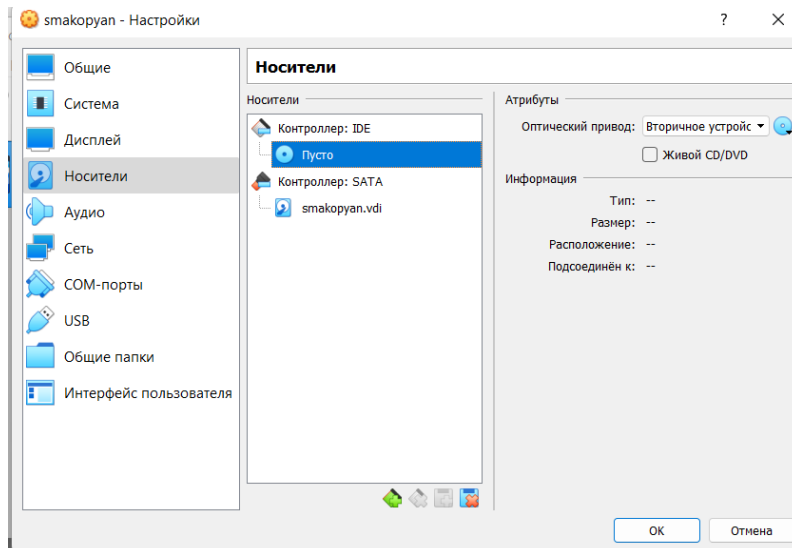 smakopyan - Настройки
?
Общие
Система
Дисплей
Носители
Аудио
Сеть
COM-порты
USB
Общие папки
Интерфейс пользователя
Носители
Носители
Контроллер: IDE
Пусто
Контроллер: SATA
smakopyan.vdi
Атрибуты
Оптический привод: Вторичное устройс
Живой CD/DVD
Информация
Тип: --
Размер: --
Расположение: --
Подсоединён к: --
ОК
Отмена